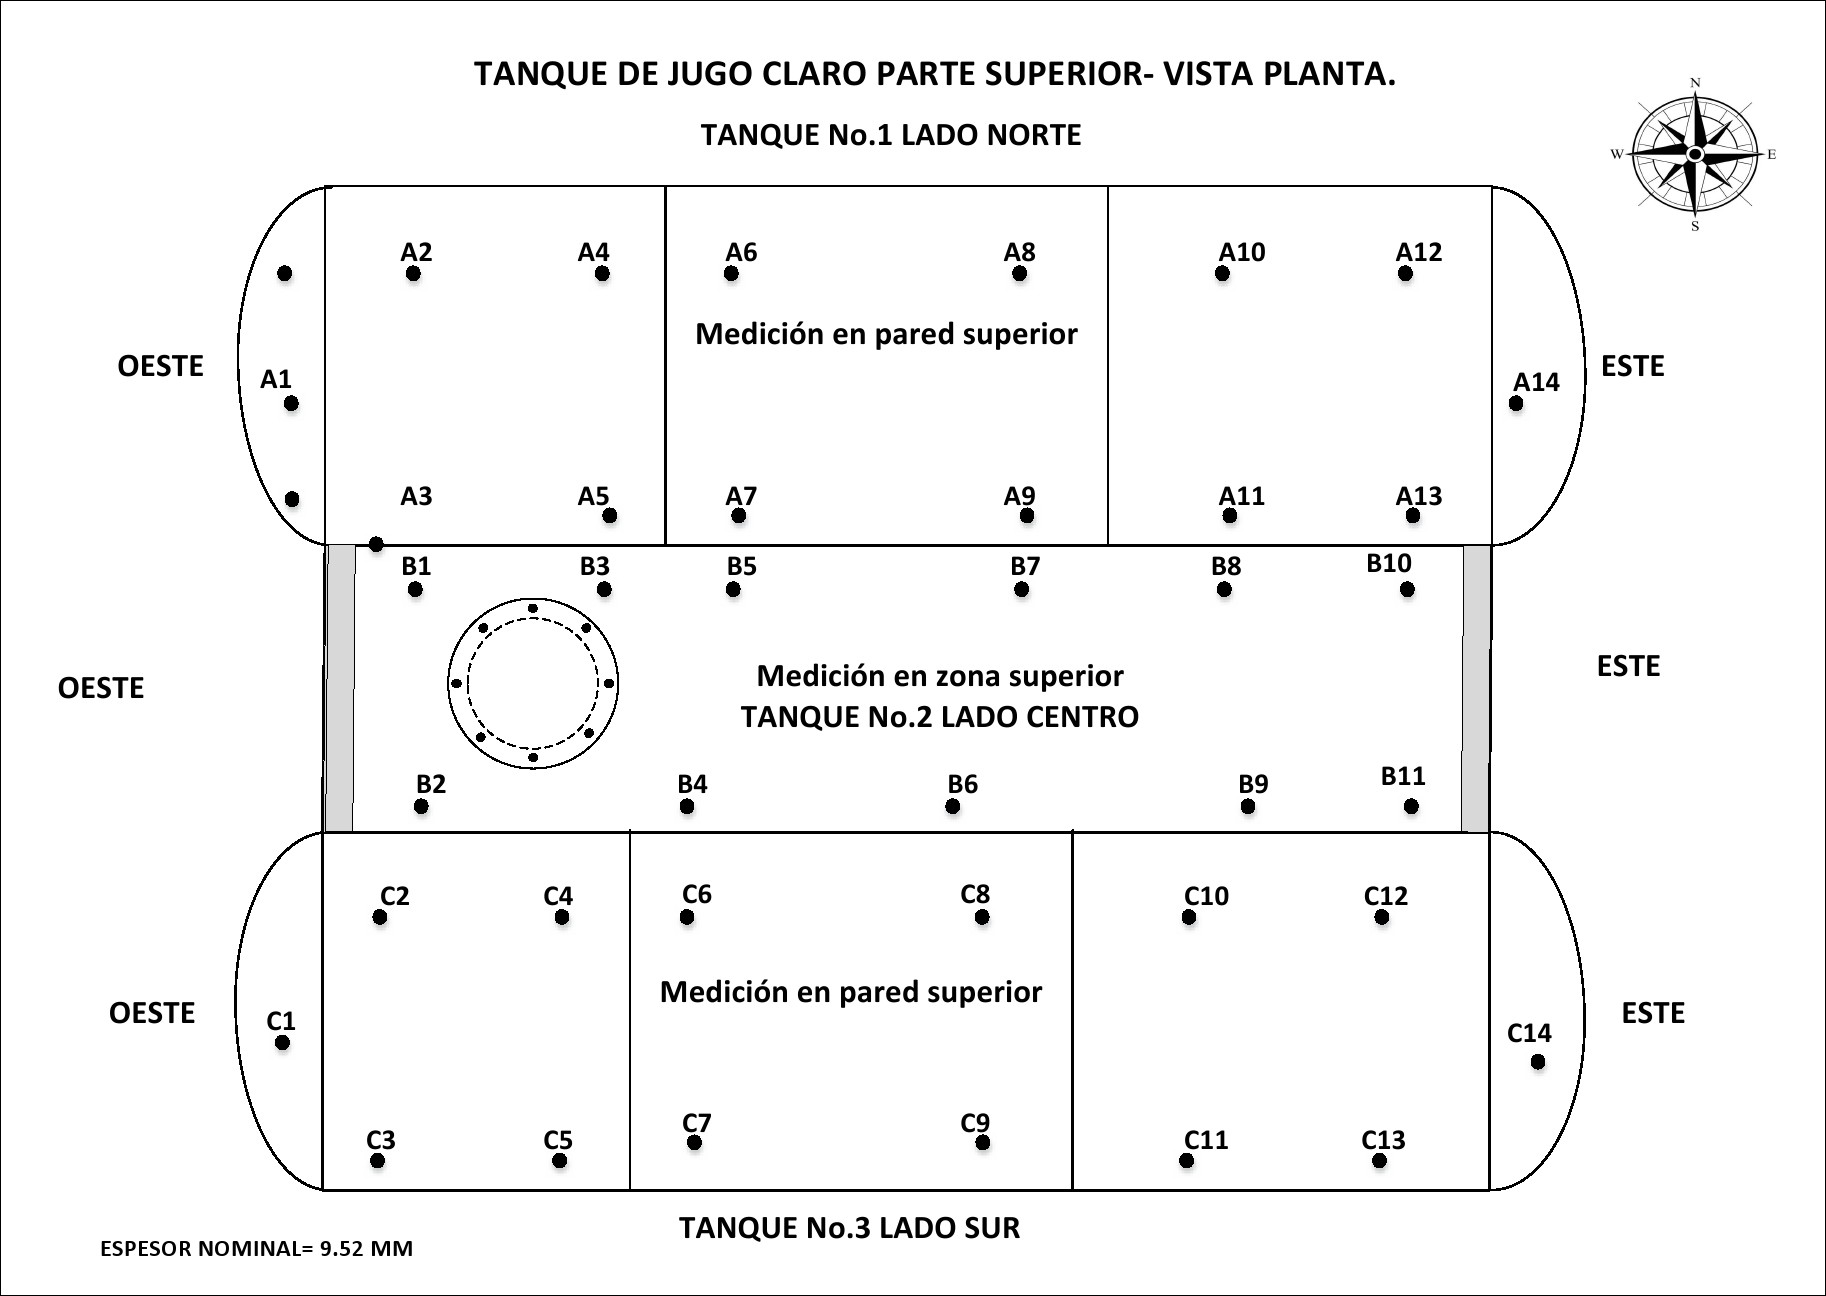 TANQUE DE JUGO CLARO PARTE SUPERIOR- VISTA PLANTA.
TANQUE No.1 LADO NORTE
N
W E
S
A2 A4 A6 A8 A10 A12
Medición en pared superior
OESTE ESTE
A1 A14
A3 A5 A7 A9 A11 A13
B1 B3 B5 B7 B8 B10
Medición en zona superior
OESTE ESTE
TANQUE No.2 LADO CENTRO
B2 B4 B6 B9 B11
C2 C4 C6 C8 C10 C12
Medición en pared superior
OESTE ESTE
C1 C14
C3 C5 C7 C9 C11 C13
TANQUE No.3 LADO SUR
ESPESOR NOMINAL= 9.52 MM